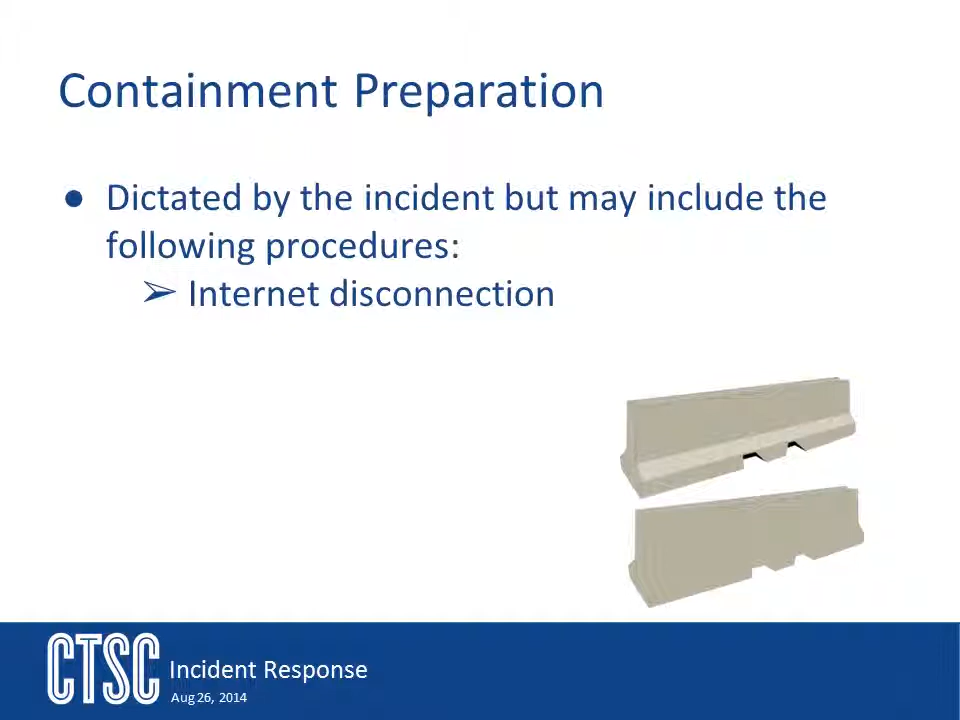 Containment Preparation
● Dictated by the incident but may include the
following procedures:
➢ Internet disconnection
CTSC
Incident Response
Aug 26, 2014